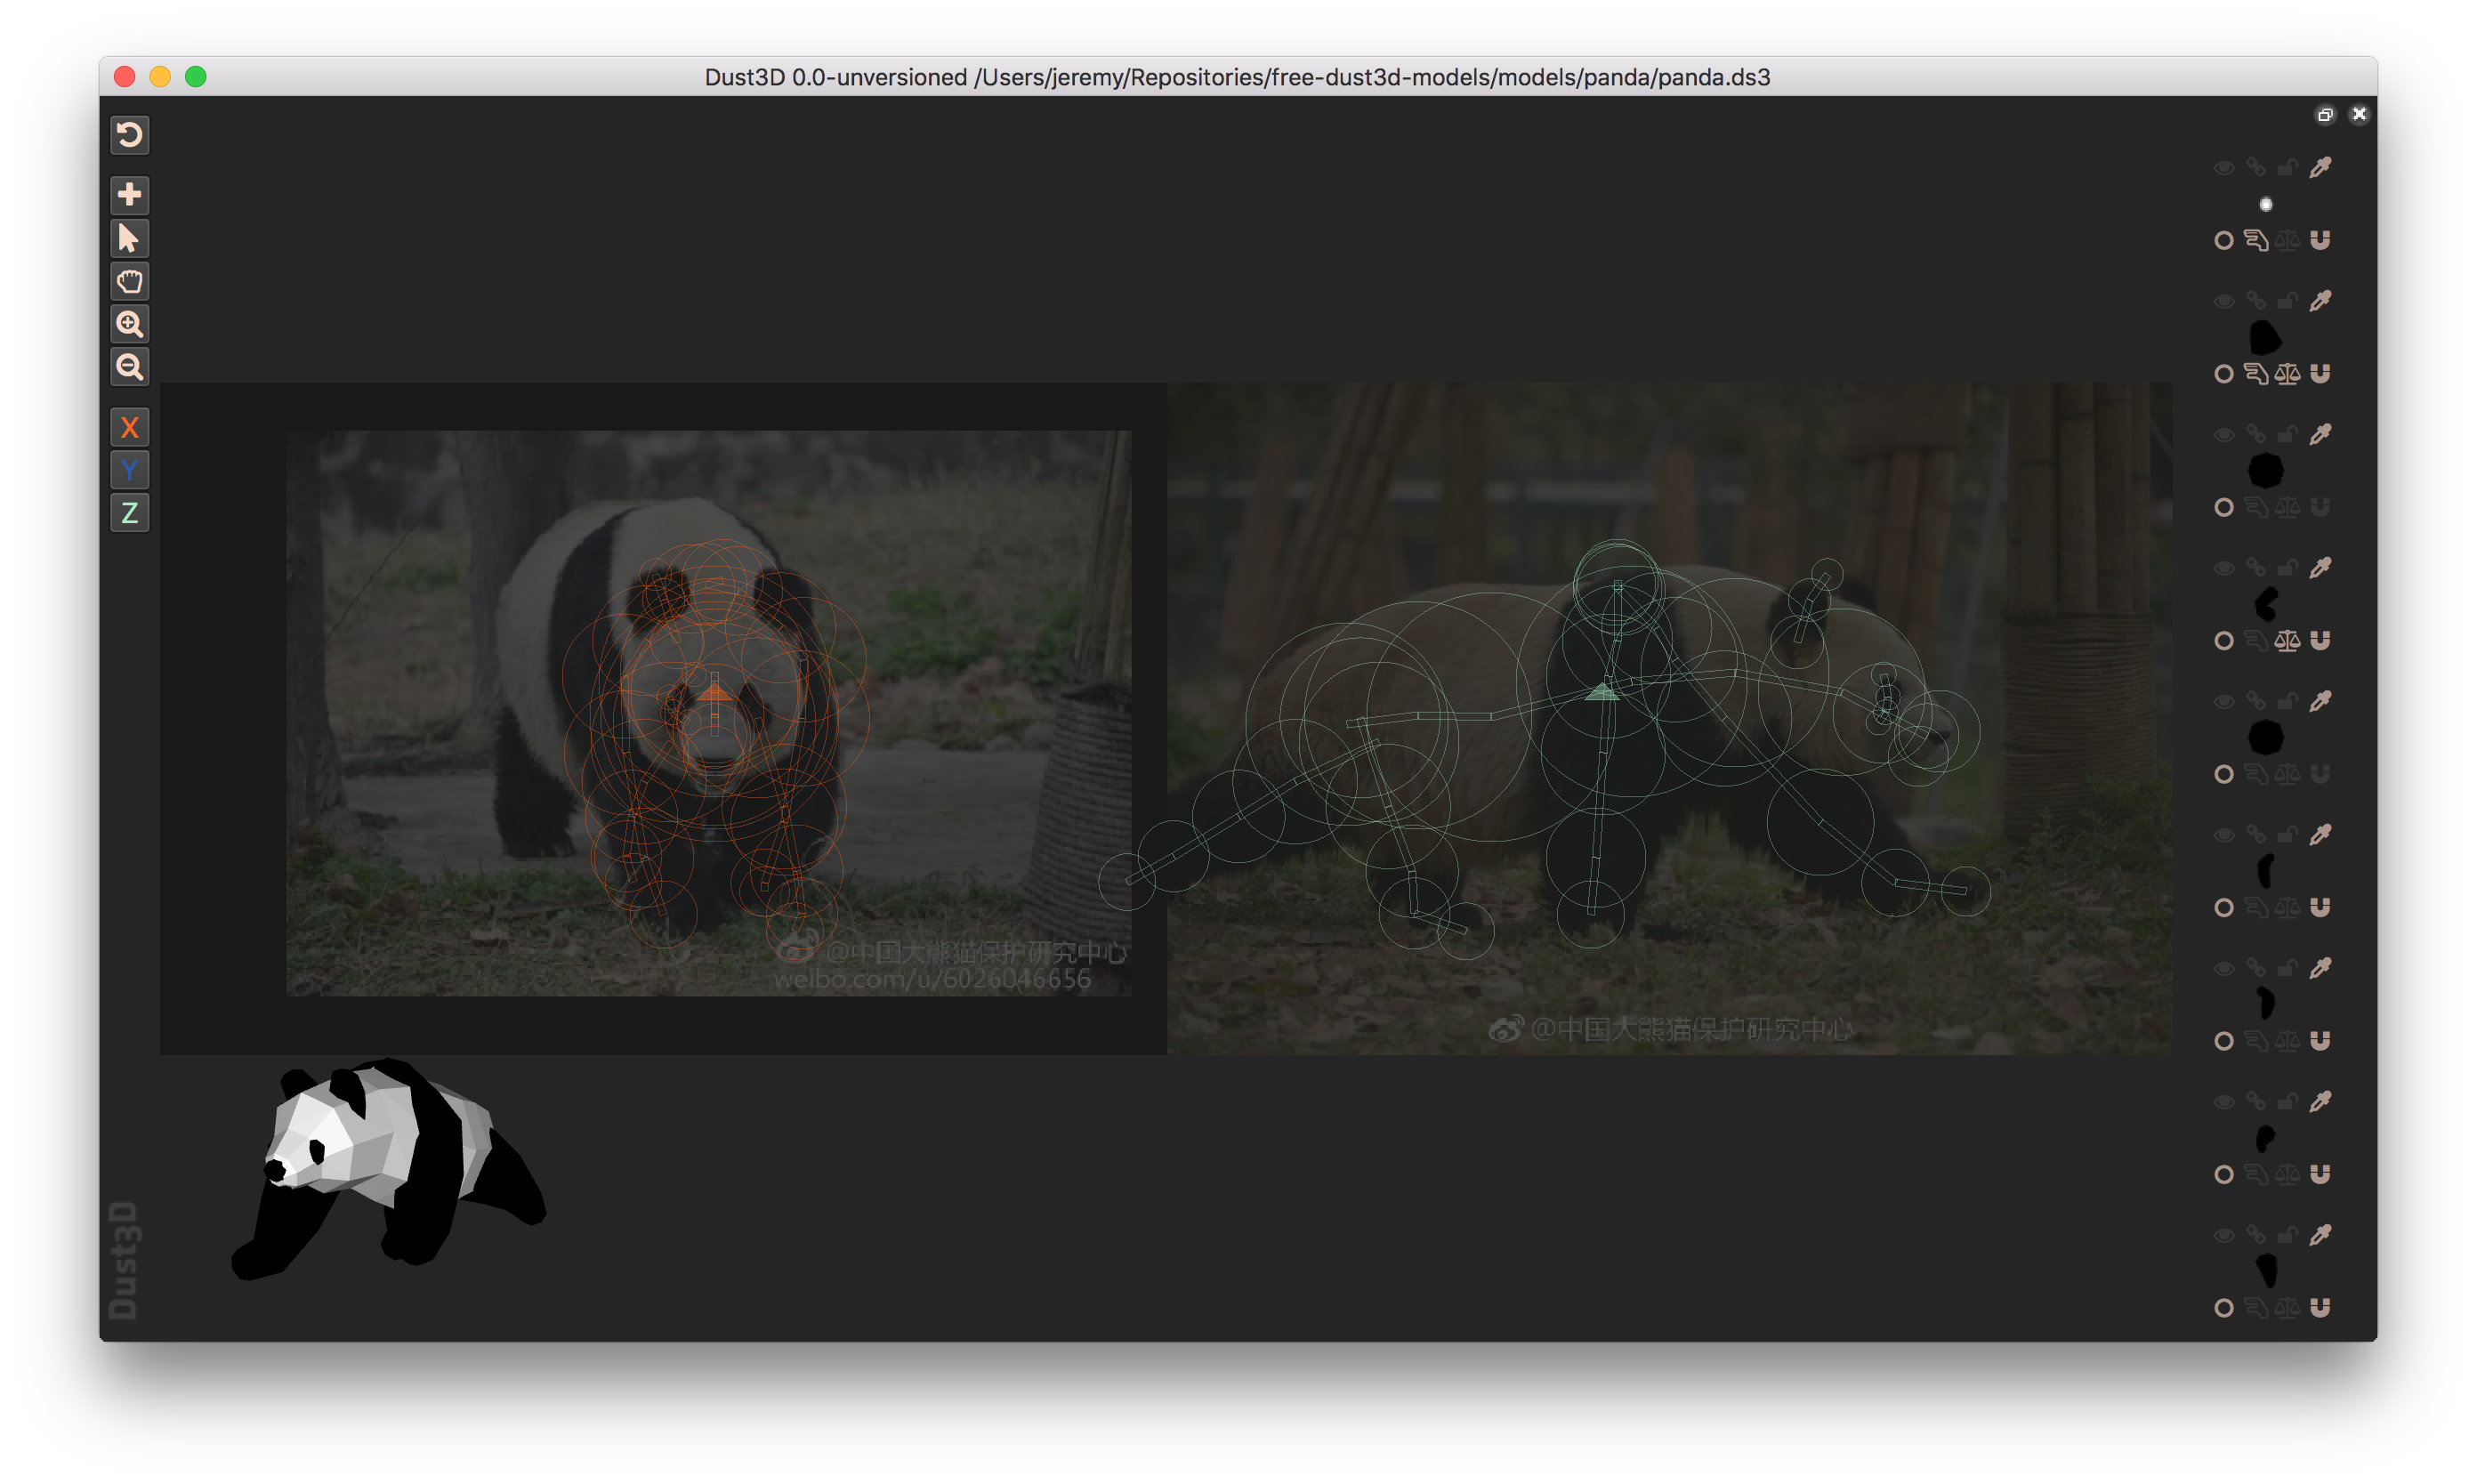 Dust3D 0.0-unversioned /Users/jeremy/Repositories/free-dust3d-models/models/panda/panda.ds3
X
Y
Z
@中国大熊猫保护研究中心
weibo.com/u/6026046656
@中国大熊猫保护研究中心
Dust3D